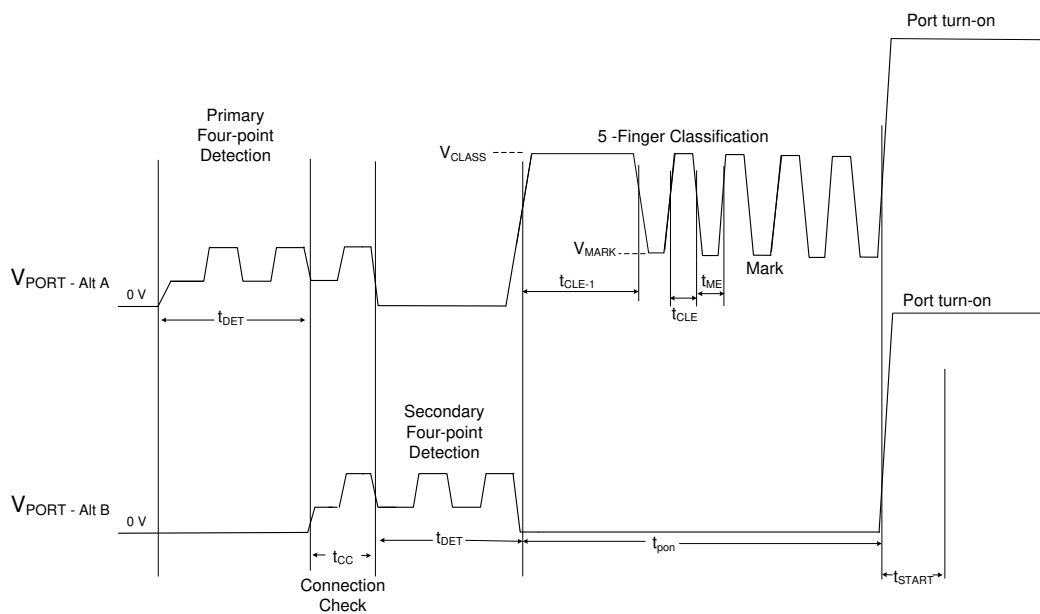 Port turn-on
Primary
Four-point
Detection
5 -Finger Classification
VCLASS
VMARK
Mark
VPORT - Alt A
0 V
tDET
tCLE-1
tME
tCLE
Port turn-on
Secondary
Four-point
Detection
VPORT - Alt B
0 V
tCC
tDET
tpon
tSTART
Connection
Check